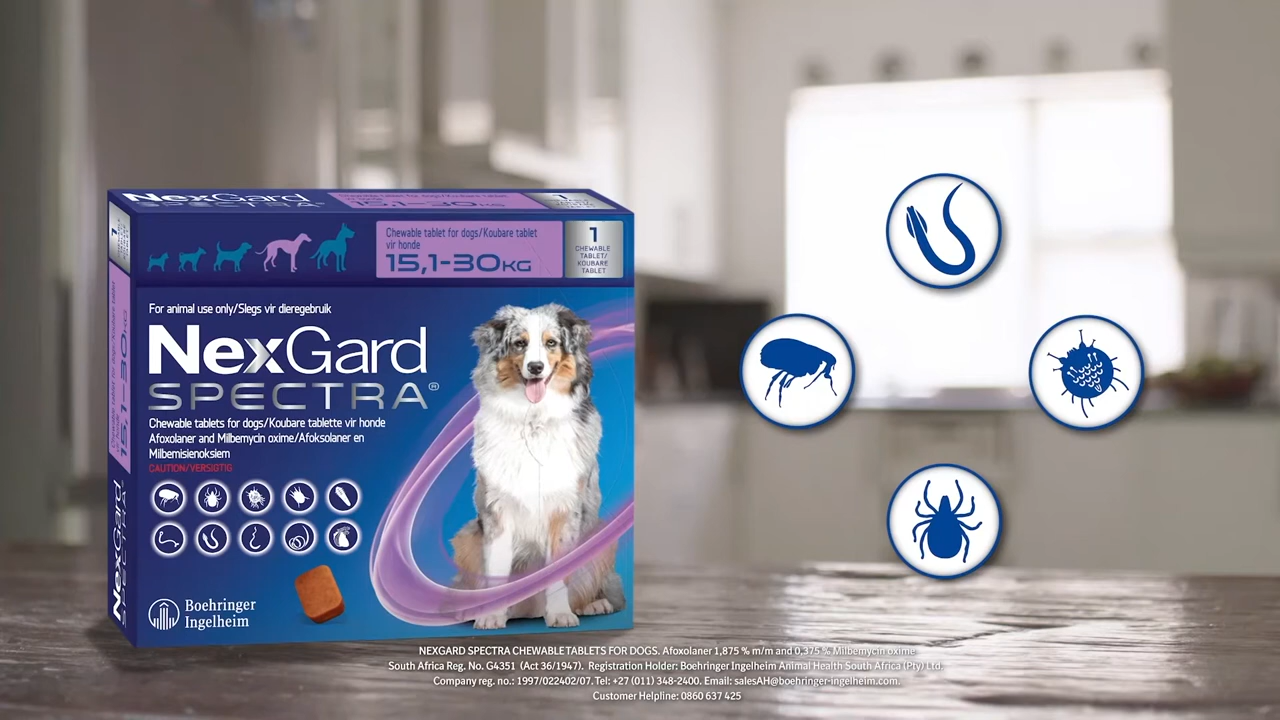 NexGard
15,1-30KG
1
Chewable tablet for dogs/Koubare tablet
vir honde
15,1-30KG
1
CHEWABLE
TABLET/
KOUBARE
TABLET
For animal use only/Slegs vir dieregebruik
NexGard
SPECTRA®
Chewable tablets for dogs/Koubare tablette vir honde
Afoxolaner and Milbemycin oxime/Afoksolaner en
Milbemisienoksiem
CAUTION/VERSIGTIG
Boehringer
Ingelheim
15,1-30KG
NexGard
NEXGARD SPECTRA CHEWABLE TABLETS FOR DOGS. Afoxolaner 1,875 % m/m and 0,375 % Milbemycin oxime
South Africa Reg. No. G4351 (Act 36/1947). Registration Holder: Boehringer Ingelheim Animal Health South Africa (Pty) Ltd.
Company reg. no.: 1997/022402/07. Tel: +27 (011) 348-2400. Email: salesAH@boehringer-ingelheim.com.
Customer Helpline: 0860 637 425